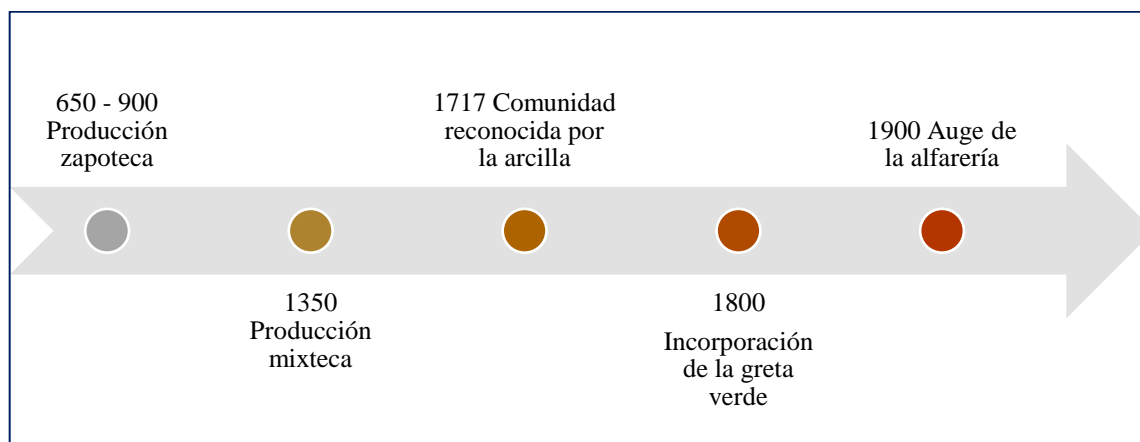 650 - 900
Producción
zapoteca
1350
Producción
mixteca
1717 Comunidad
reconocida por
la arcilla
1800
Incorporación
de la greta
verde
1900 Auge de
la alfarería